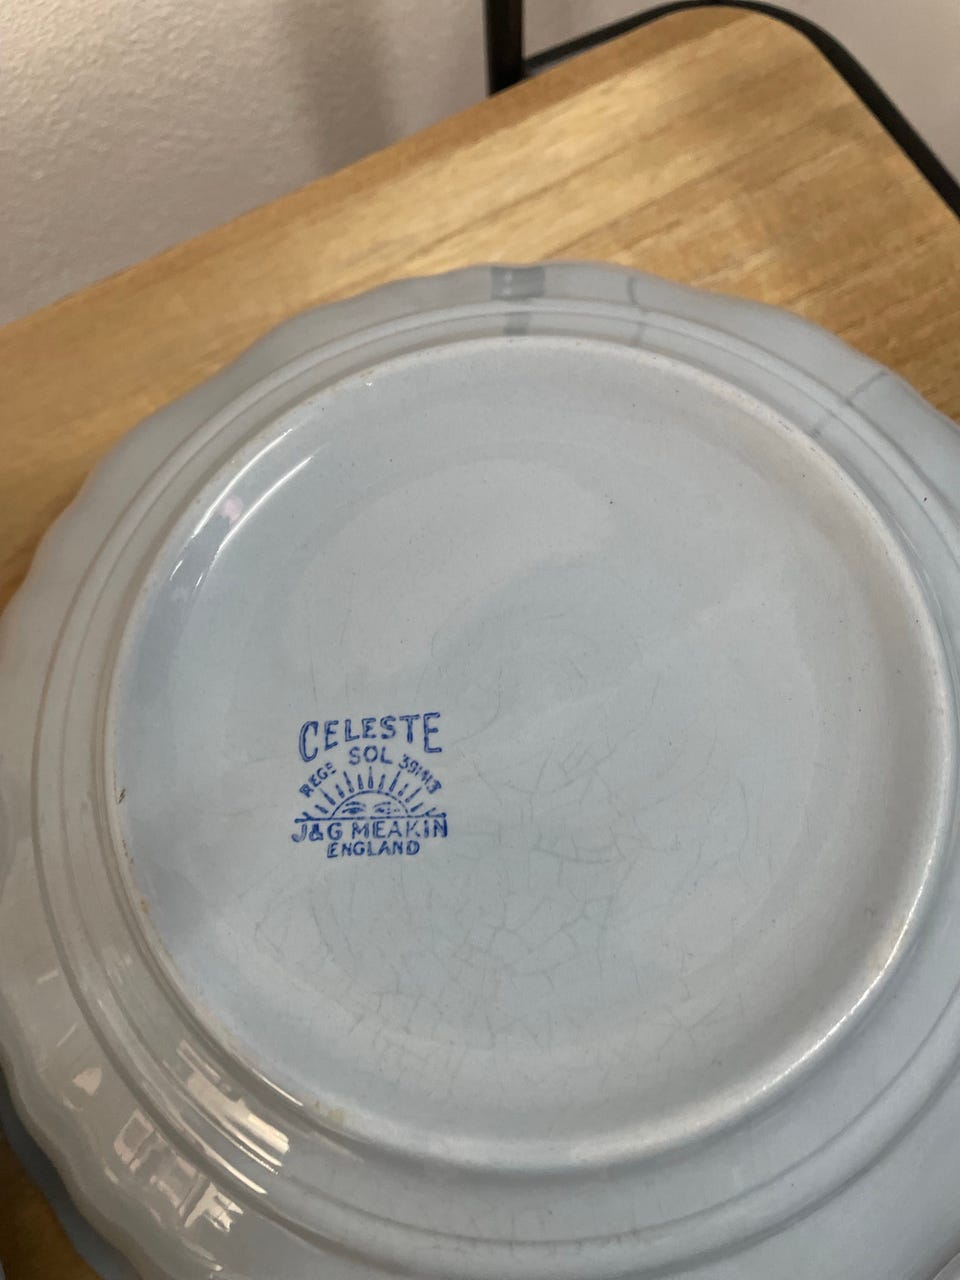 CELESTE
SOL
REGD 391413
J&G MEAKIN
ENGLAND